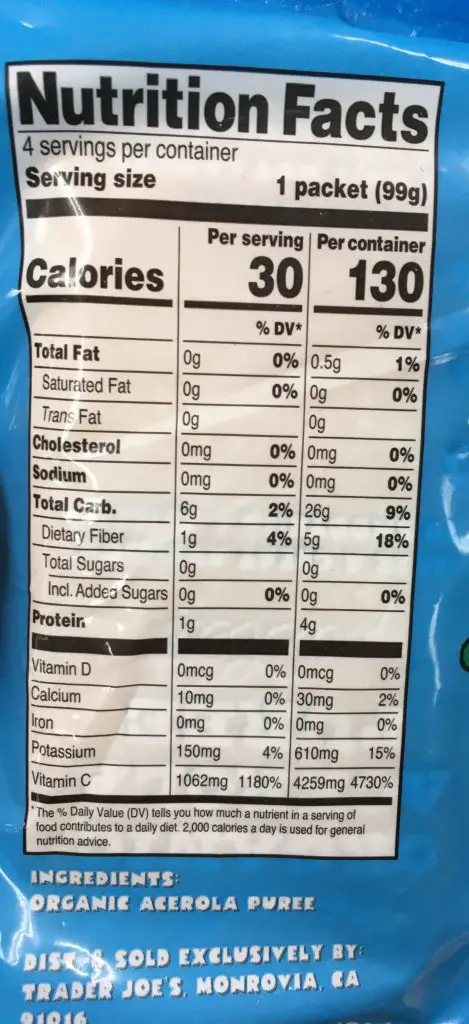 Nutrition Facts
4 servings per container
Serving size 1 packet (99g)
Per serving Per container
Calories 30 130
% DV* % DV*
Total Fat 0g 0% 0.5g 1%
Saturated Fat 0g 0% 0g 0%
Trans Fat 0g 0g
Cholesterol 0mg 0% 0mg 0%
Sodium 0mg 0% 0mg 0%
Total Carb. 6g 2% 26g 9%
Dietary Fiber 1g 4% 5g 18%
Total Sugars 0g 0g
Incl. Added Sugars 0g 0% 0g 0%
Protein 1g 4g
Vitamin D 0mcg 0% 0mcg 0%
Calcium 10mg 0% 30mg 2%
Iron 0mg 0% 0mg 0%
Potassium 150mg 4% 610mg 15%
Vitamin C 1062mg 1180% 4259mg 4730%
*The % Daily Value (DV) tells you how much a nutrient in a serving of
food contributes to a daily diet. 2,000 calories a day is used for general
nutrition advice.
INGREDIENTS:
ORGANIC ACEROLA PUREE
SOLD EXCLUSIVELY BY:
TRADER JOE'S, MONROVIA, CA
91016